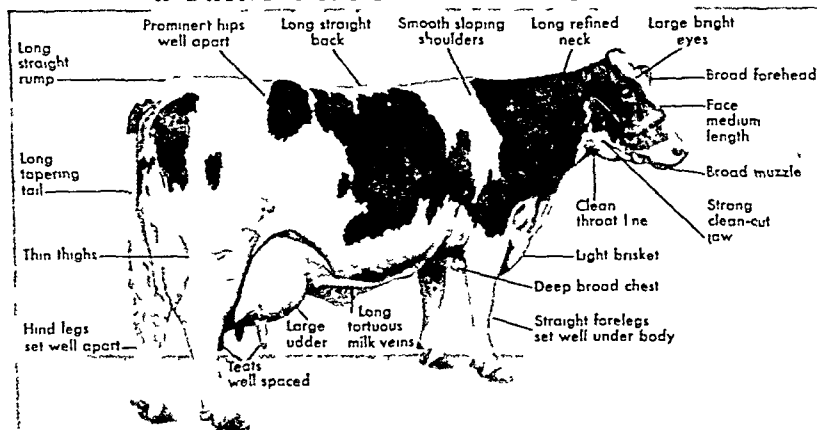 Prominent hips
well apart
Long straight
back
Smooth sloping
shoulders
Long refined
neck
Large bright
eyes
Long
straight
rump
Broad forehead
Face
medium
length
Long
tapering
tail
Broad muzzle
Clean
throat line
Strong
clean-cut
jaw
Thin thighs
Light brisket
Deep broad chest
Hind legs
set well apart
Large
udder
Long
tortuous
milk veins
Straight forelegs
set well under body
Teats
well spaced